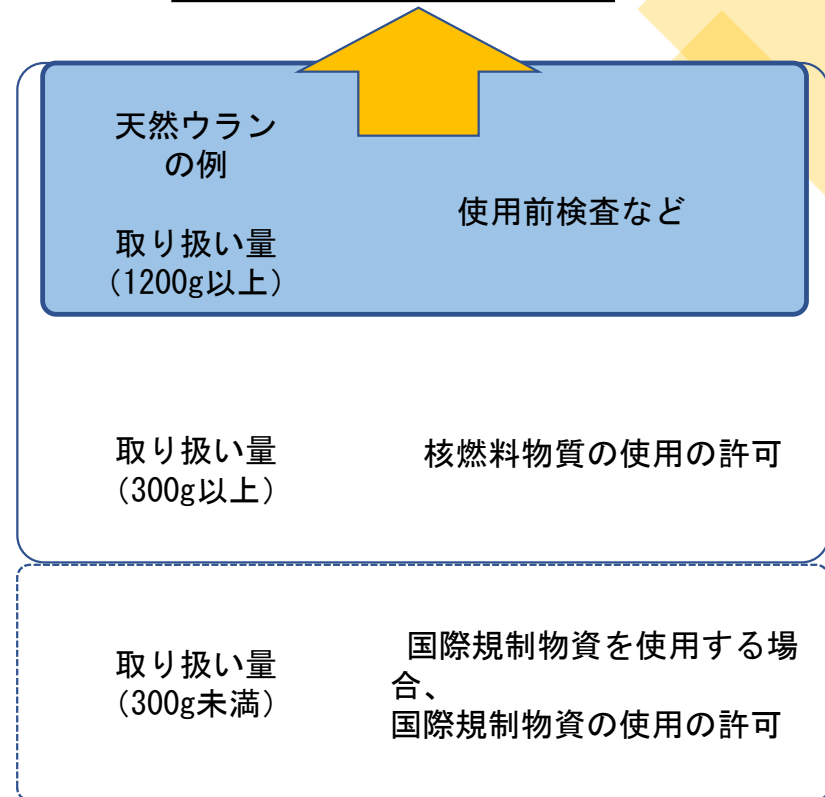 天然ウラン
の例
取り扱い量
(1200g以上)
使用前検査など
取り扱い量
(300g以上)
核燃料物質の使用の許可
取り扱い量
(300g未満)
国際規制物資を使用する場
合、
国際規制物資の使用の許可